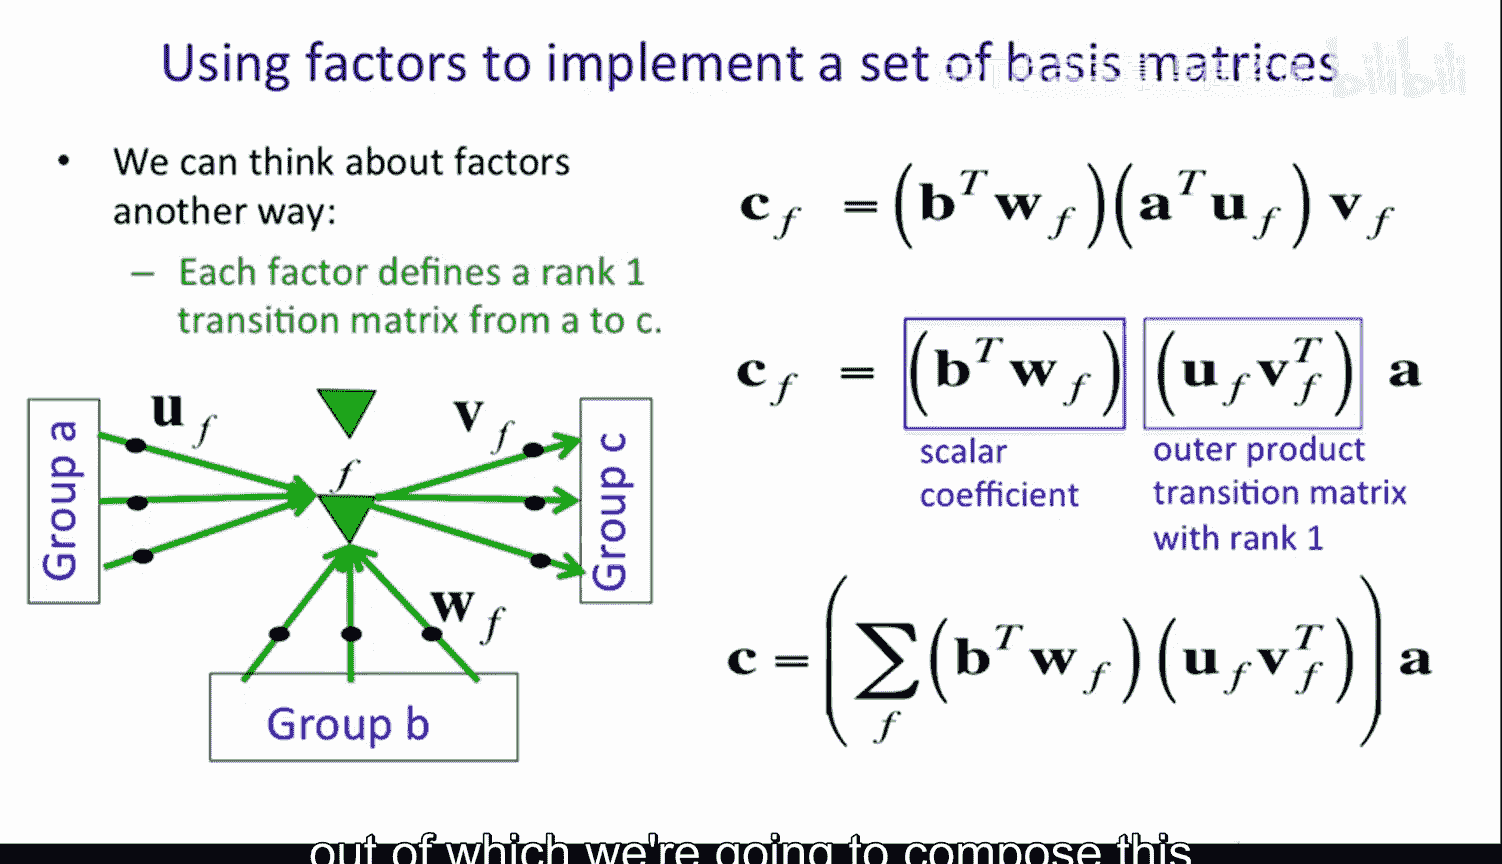 Using factors to implement a set of basis matrices
bilibili
• We can think about factors
another way:
– Each factor defines a rank 1
transition matrix from a to c.
c_f = (b^T w_f)(a^T u_f) v_f
c_f = (b^T w_f) (u_f v_f^T) a
scalar
coefficient
outer product
transition matrix
with rank 1
c = (∑_f (b^T w_f)(u_f v_f^T)) a
Group a
u_f
f
v_f
Group c
w_f
Group b
out of which we're going to compose this